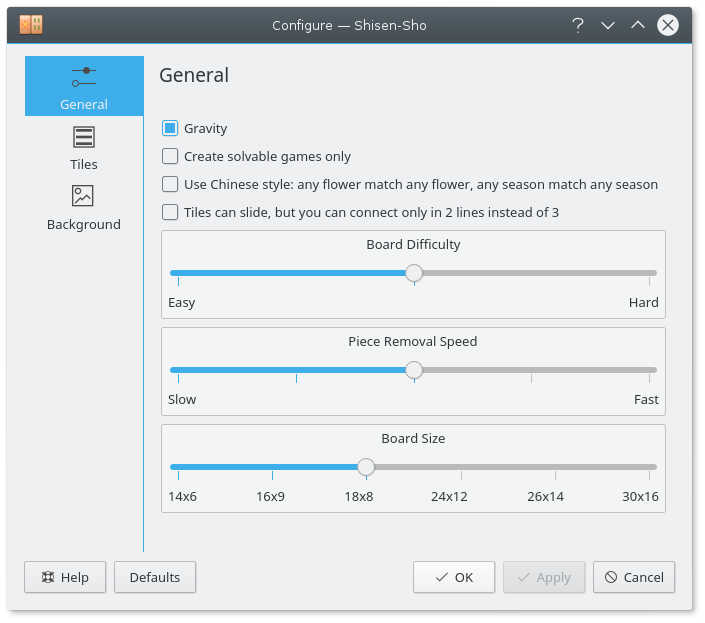 Configure — Shisen-Sho
General
General
Tiles
Background
Gravity
Create solvable games only
Use Chinese style: any flower match any flower, any season match any season
Tiles can slide, but you can connect only in 2 lines instead of 3
Board Difficulty
Easy Hard
Piece Removal Speed
Slow Fast
Board Size
14x6 16x9 18x8 24x12 26x14 30x16
Help Defaults OK Apply Cancel